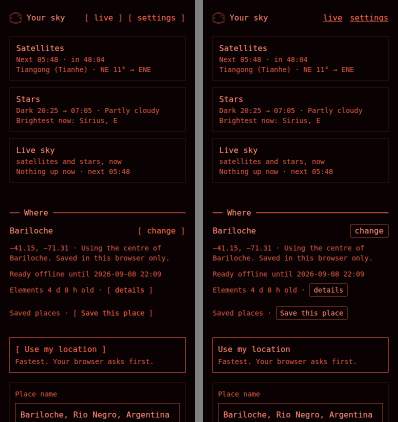 Your sky [ live ] [ settings ]
Satellites
Next 05:48 · in 48:04
Tiangong (Tianhe) · NE 11° → ENE
Stars
Dark 20:25 → 07:05 · Partly cloudy
Brightest now: Sirius, E
Live sky
satellites and stars, now
Nothing up now · next 05:48
Where
Bariloche [ change ]
−41.15, −71.31 · Using the centre of
Bariloche. Saved in this browser only.
Ready offline until 2026-09-08 22:09
Elements 4 d 8 h old · [ details ]
Saved places · [ Save this place ]
[ Use my location ]
Fastest. Your browser asks first.
Place name
Bariloche, Río Negro, Argentina
Your sky live settings
Satellites
Next 05:48 · in 48:04
Tiangong (Tianhe) · NE 11° → ENE
Stars
Dark 20:25 → 07:05 · Partly cloudy
Brightest now: Sirius, E
Live sky
satellites and stars, now
Nothing up now · next 05:48
Where
Bariloche change
−41.15, −71.31 · Using the centre of
Bariloche. Saved in this browser only.
Ready offline until 2026-09-08 22:09
Elements 4 d 8 h old · details
Saved places · Save this place
Use my location
Fastest. Your browser asks first.
Place name
Bariloche, Río Negro, Argentina